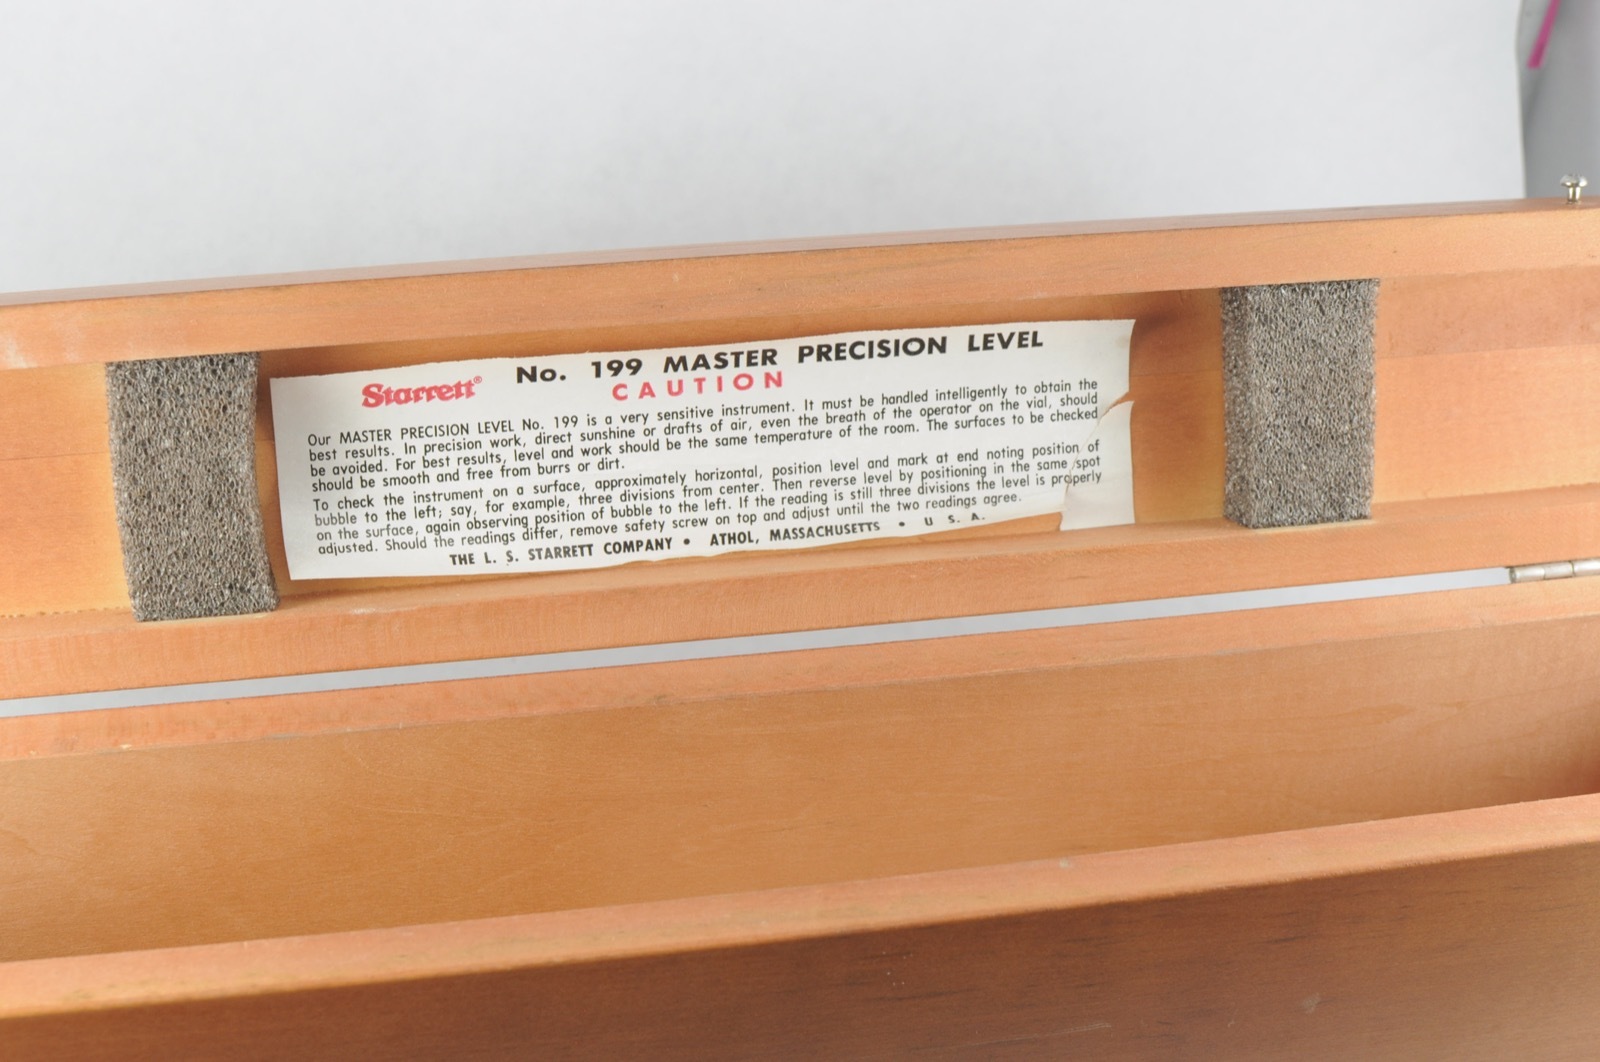 No. 199 MASTER PRECISION LEVEL
Starrett® CAUTION
Our MASTER PRECISION LEVEL No. 199 is a very sensitive instrument. It must be handled intelligently to obtain the
best results. In precision work, direct sunshine or drafts of air, even the breath of the operator on the vial, should
be avoided. For best results, level and work should be the same temperature of the room. The surfaces to be checked
should be smooth and free from burrs or dirt.
To check the instrument on a surface, approximately horizontal, position level and mark at end noting position of
bubble to the left; say, for example, three divisions from center. Then reverse level by positioning in the same spot
on the surface, again observing position of bubble to the left. If the reading is still three divisions the level is properly
adjusted. Should the readings differ, remove safety screw on top and adjust until the two readings agree.
THE L. S. STARRETT COMPANY • ATHOL, MASSACHUSETTS • U. S. A.